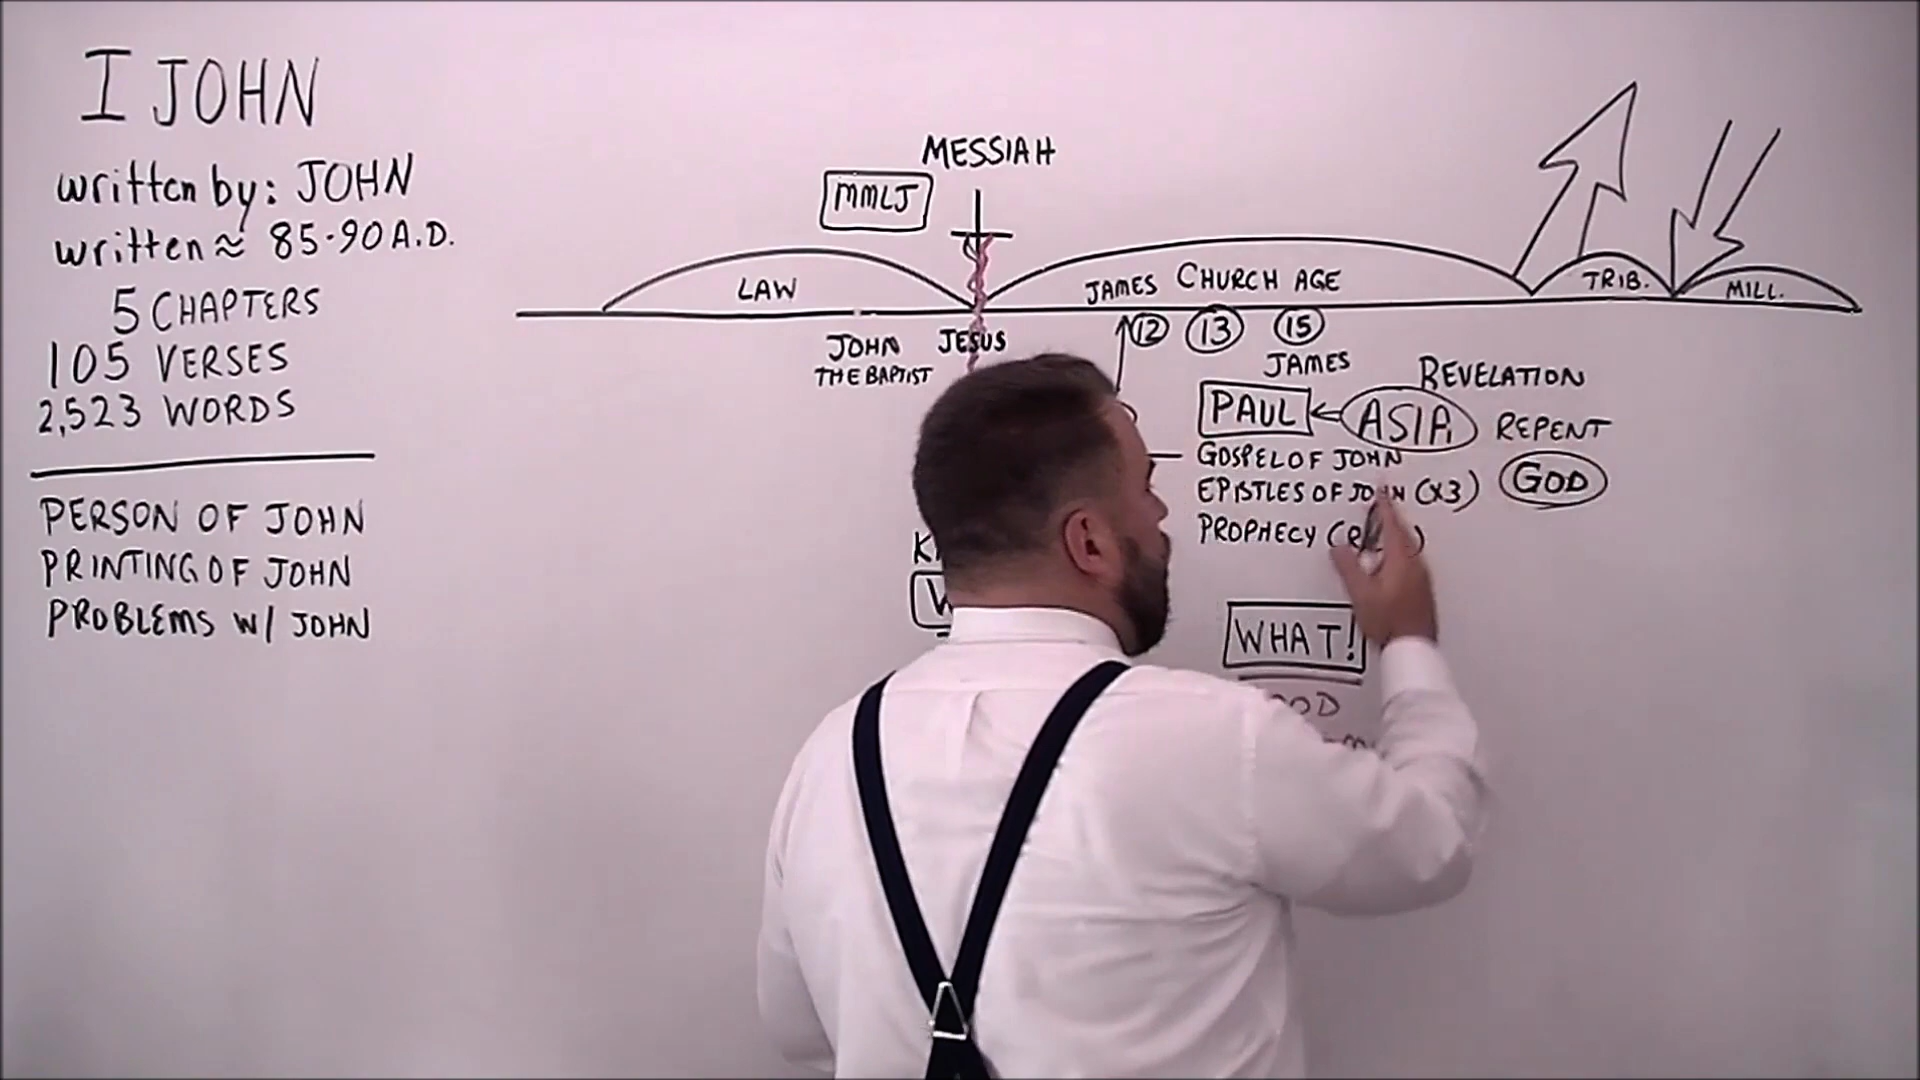 I JOHN
written by: JOHN
written ≈ 85-90 A.D.
5 CHAPTERS
105 VERSES
2,523 WORDS
PERSON OF JOHN
PRINTING OF JOHN
PROBLEMS W/ JOHN
MESSIAH
MMLJ
LAW
JAMES CHURCH AGE
TRIB.
MILL.
JOHN THE BAPTIST
JESUS
12 13 15
JAMES
REVELATION
PAUL ← ASIA
REPENT
GOSPEL OF JOHN
EPISTLES OF JOHN (X3)
GOD
PROPHECY
WHAT!